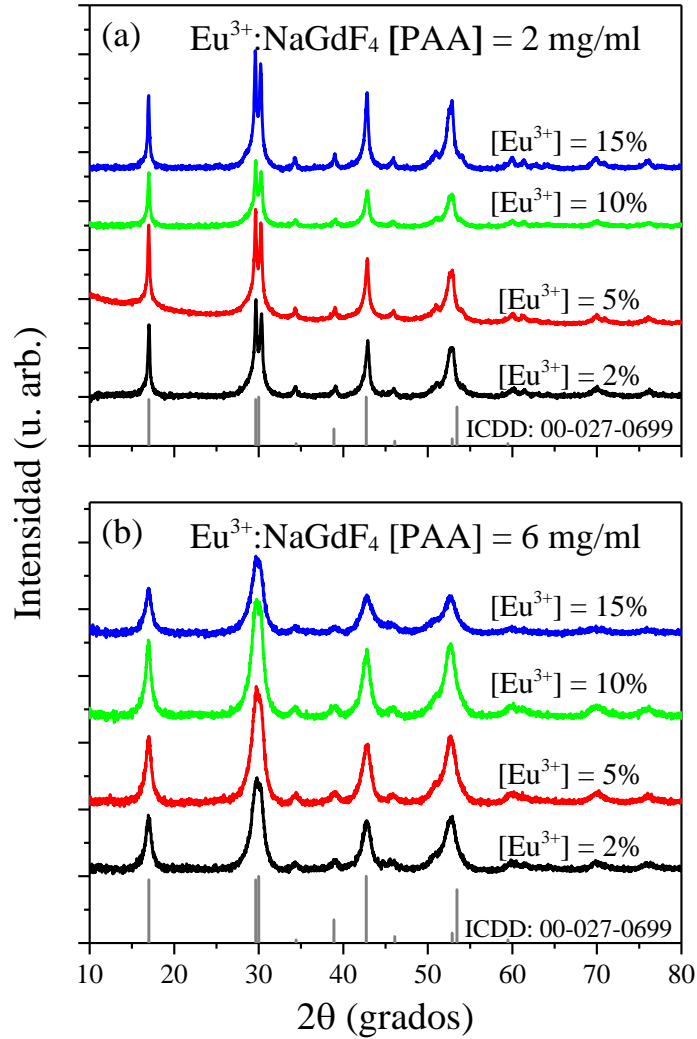 Intensidad (u. arb.)
(a) Eu³⁺:NaGdF₄ [PAA] = 2 mg/ml
[Eu³⁺] = 15%
[Eu³⁺] = 10%
[Eu³⁺] = 5%
[Eu³⁺] = 2%
ICDD: 00-027-0699
(b) Eu³⁺:NaGdF₄ [PAA] = 6 mg/ml
[Eu³⁺] = 15%
[Eu³⁺] = 10%
[Eu³⁺] = 5%
[Eu³⁺] = 2%
ICDD: 00-027-0699
10 20 30 40 50 60 70 80
2θ (grados)